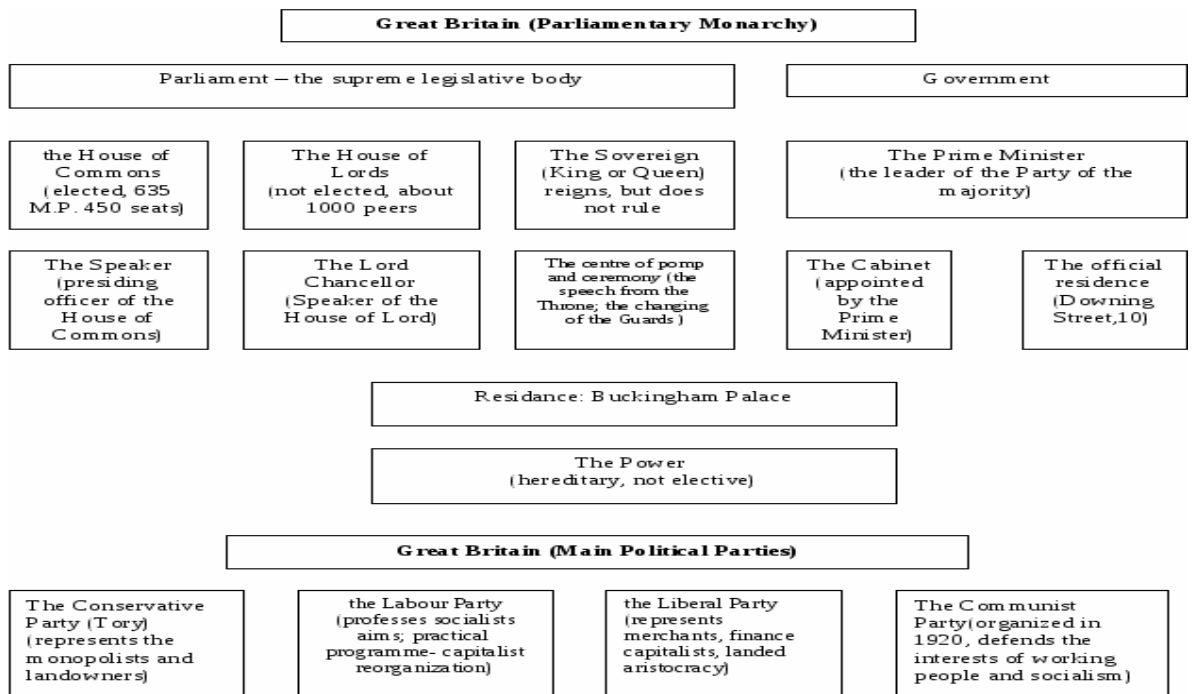 Great Britain (Parliamentary Monarchy)
Parliament – the supreme legislative body
Government
the House of
Commons
(elected, 635
M.P. 450 seats)
The House of
Lords
(not elected, about
1000 peers
The Sovereign
(King or Queen)
reigns, but does
not rule
The Prime Minister
(the leader of the Party of the
majority)
The Speaker
(presiding
officer of the
House of
Commons)
The Lord
Chancellor
(Speaker of the
House of Lord)
The centre of pomp
and ceremony (the
speech from the
Throne; the changing
of the Guards)
The Cabinet
(appointed
by the
Prime
Minister)
The official
residence
(Downing
Street,10)
Residance: Buckingham Palace
The Power
(hereditary, not elective)
Great Britain (Main Political Parties)
The Conservative
Party (Tory)
(represents the
monopolists and
landowners)
the Labour Party
(professes socialists
aims; practical
programme- capitalist
reorganization)
the Liberal Party
(represents
merchants, finance
capitalists, landed
aristocracy)
The Communist
Party(organized in
1920, defends the
interests of working
people and socialism)